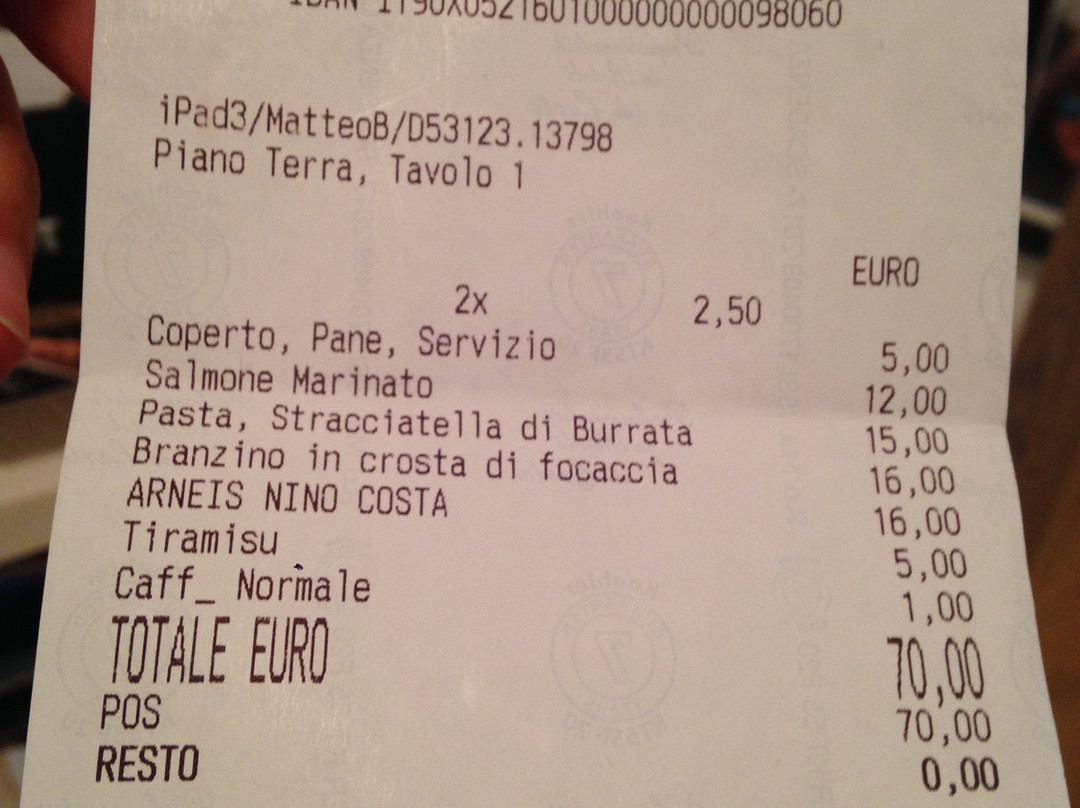 IBAN IT90X0521601000000000098060
iPad3/MatteoB/D53123.13798
Piano Terra, Tavolo 1
EURO
2x 2,50
Coperto, Pane, Servizio 5,00
Salmone Marinato 12,00
Pasta, Stracciatella di Burrata 15,00
Branzino in crosta di focaccia 16,00
ARNEIS NINO COSTA 16,00
Tiramisu 5,00
Caff_ Normale 1,00
TOTALE EURO 70,00
POS 70,00
RESTO 0,00